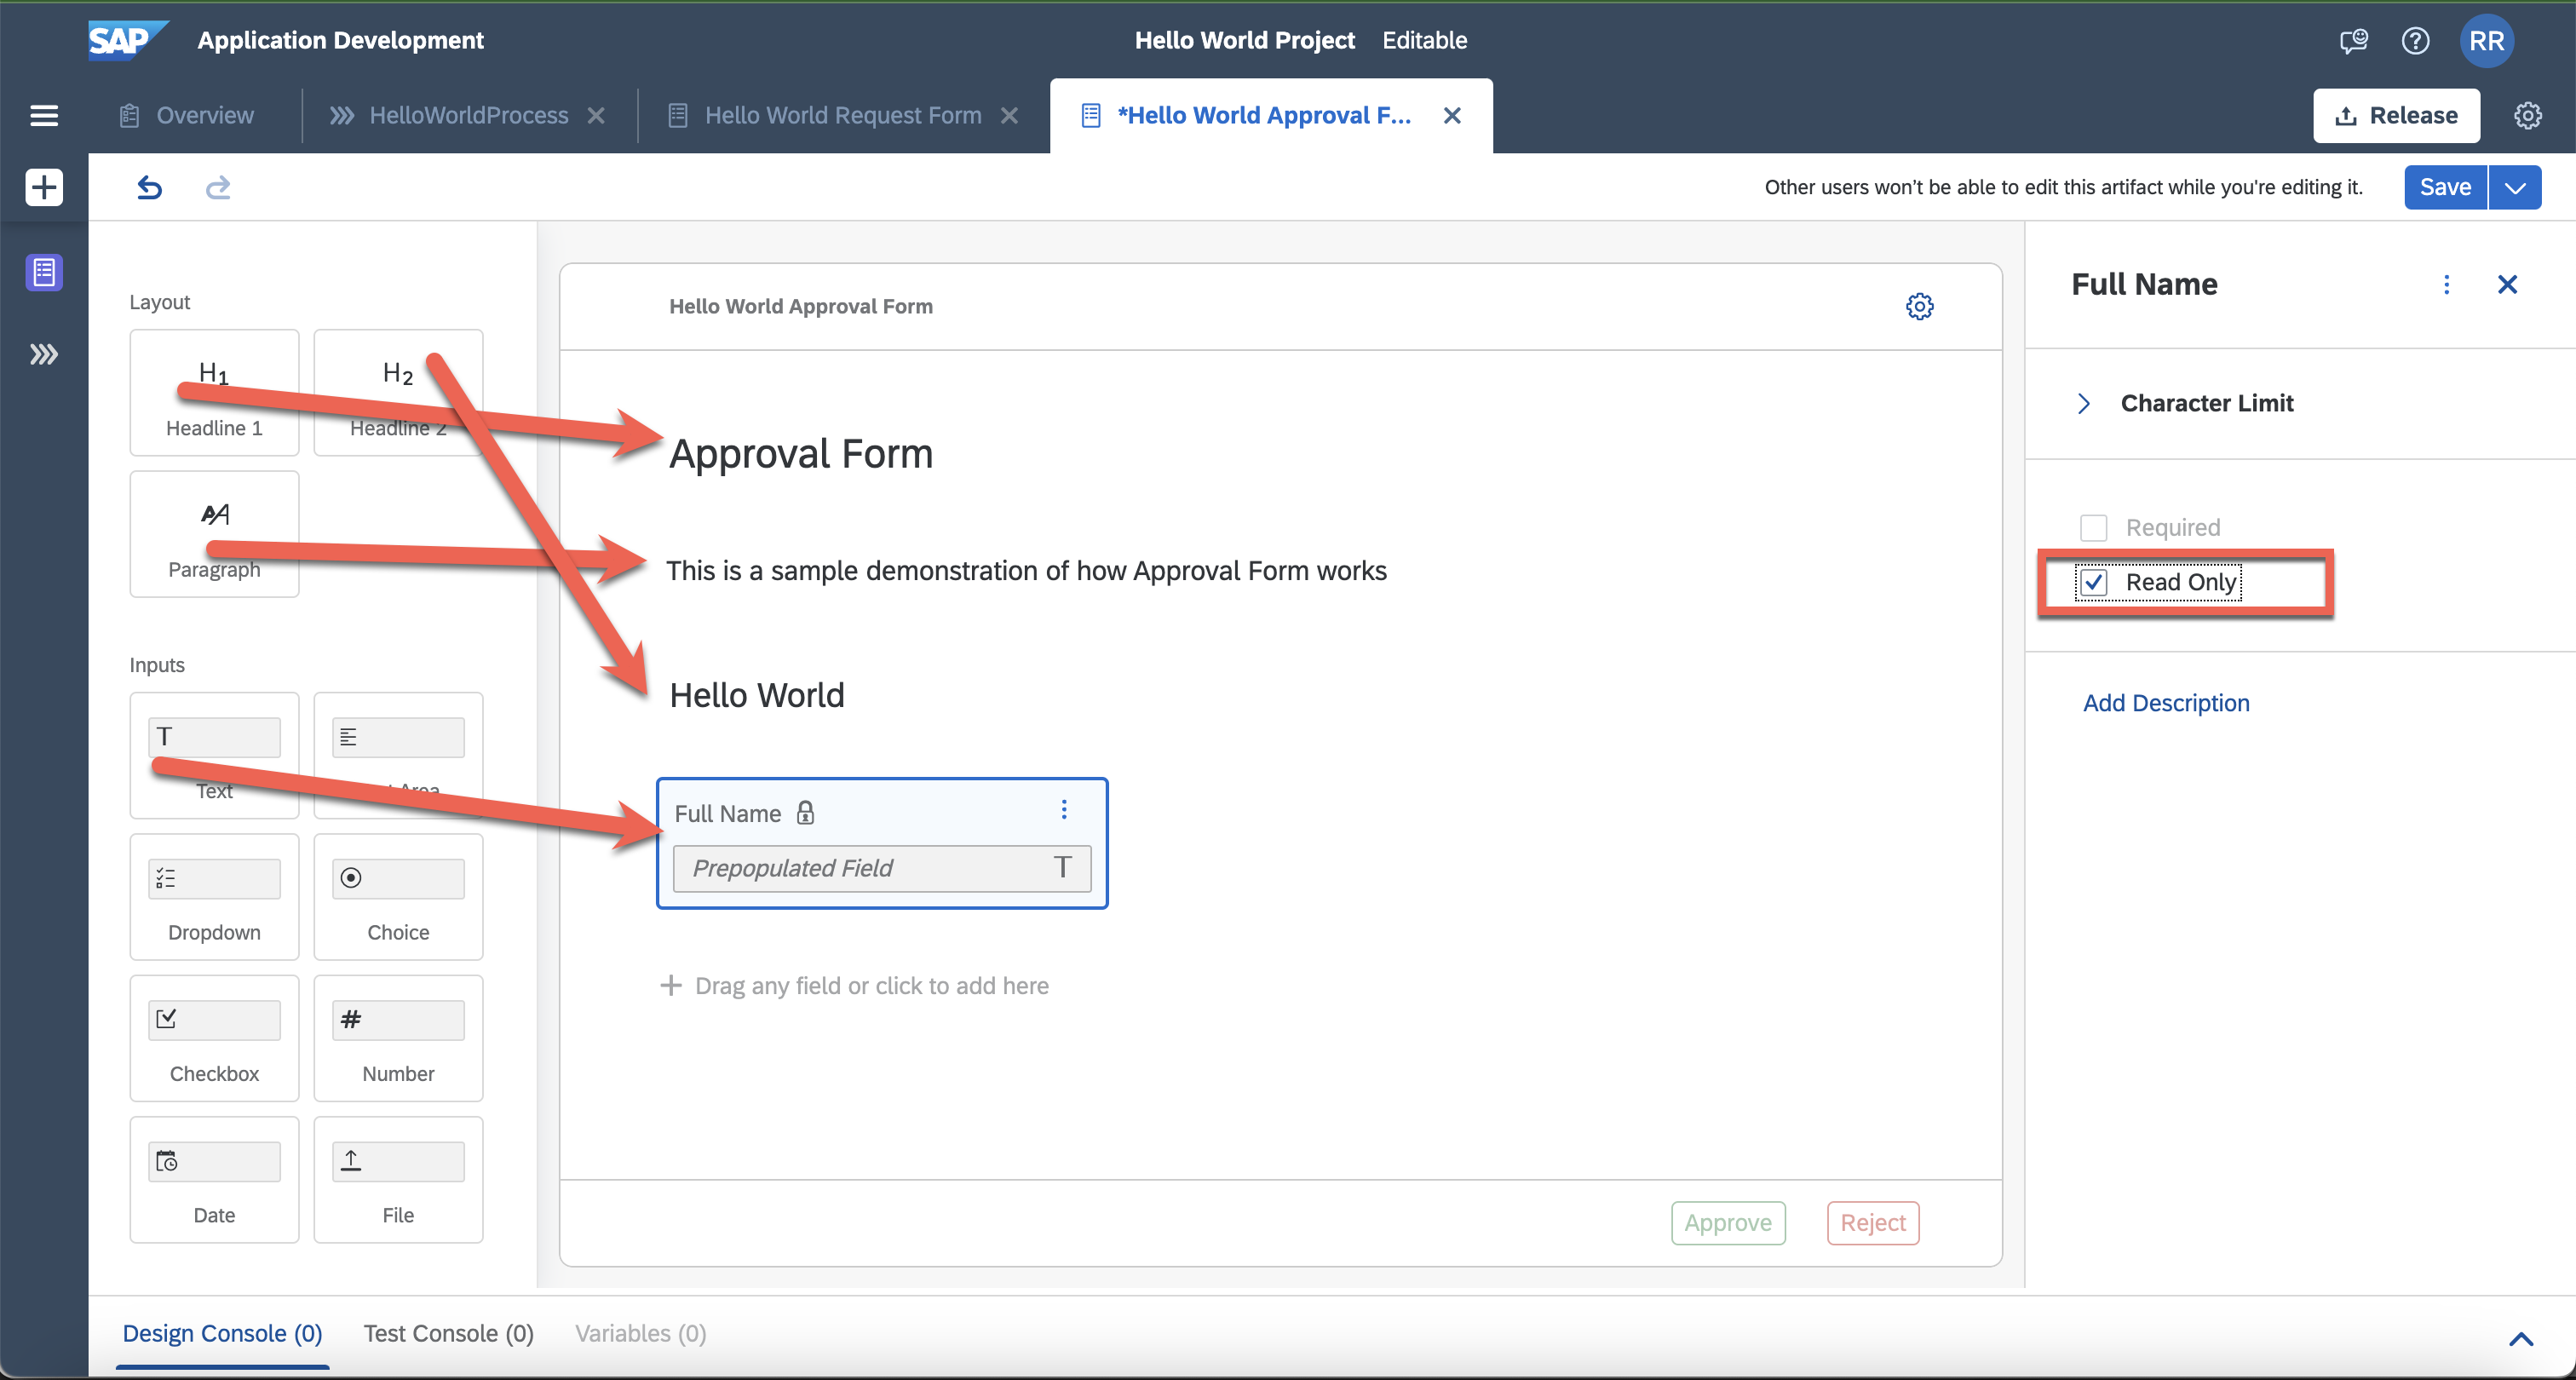 SAP Application Development
Hello World Project Editable
RR
Overview
HelloWorldProcess
Hello World Request Form
*Hello World Approval F...
Release
Other users won't be able to edit this artifact while you're editing it.
Save
Layout
H1
Headline 1
H2
Headline 2
Paragraph
Inputs
T
Text
Area
Dropdown
Choice
Checkbox
#
Number
Date
File
Hello World Approval Form
Approval Form
This is a sample demonstration of how Approval Form works
Hello World
Full Name
Prepopulated Field T
Drag any field or click to add here
Approve
Reject
Full Name
Character Limit
Required
Read Only
Add Description
Design Console (0)
Test Console (0)
Variables (0)